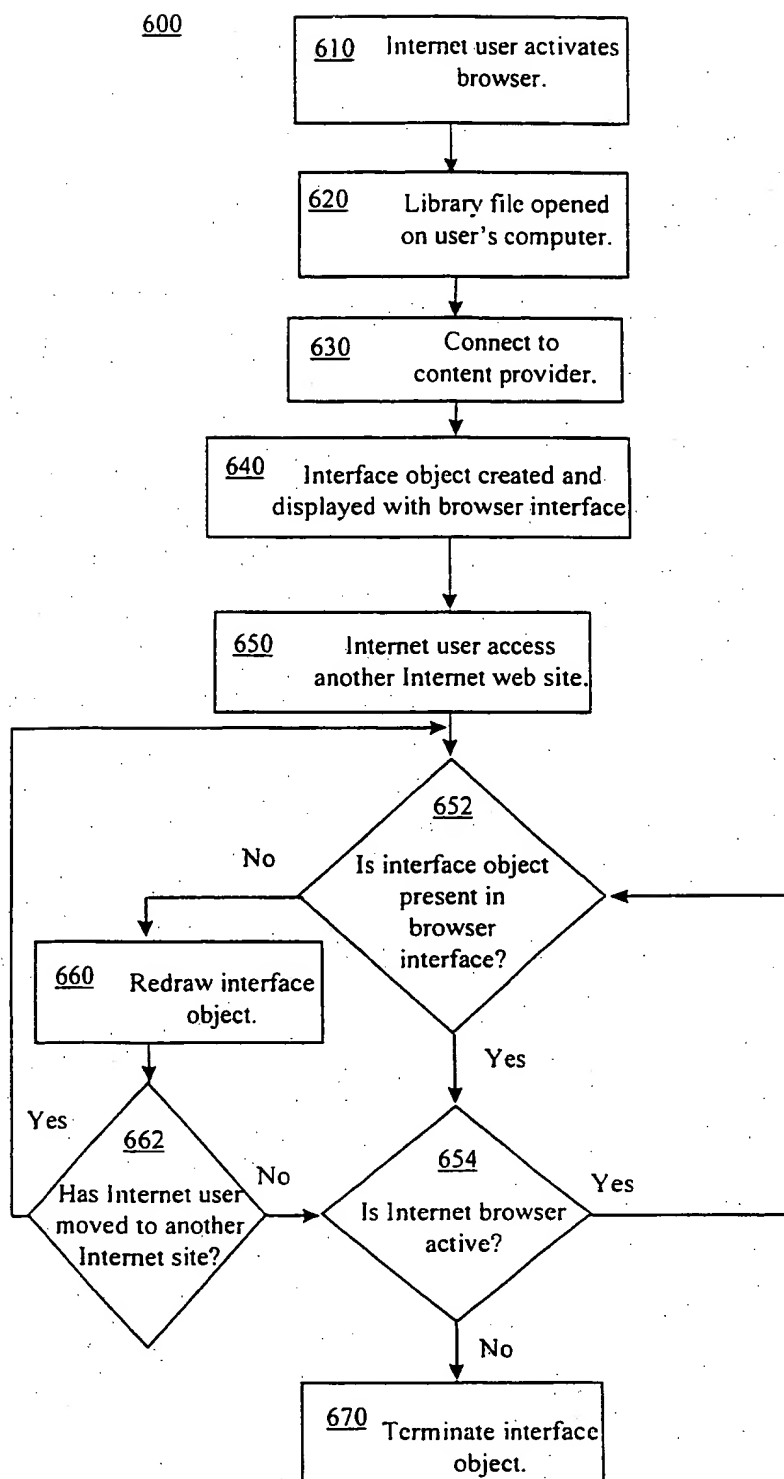 600
610 Internet user activates
browser.
620 Library file opened
on user's computer.
630 Connect to
content provider.
640 Interface object created and
displayed with browser interface
650 Internet user access
another Internet web site.
652
Is interface object
present in
browser
interface?
No
Yes
660 Redraw interface
object.
662
Has Internet user
moved to another
Internet site?
Yes
No
654
Is Internet browser
active?
Yes
No
670 Terminate interface
object.